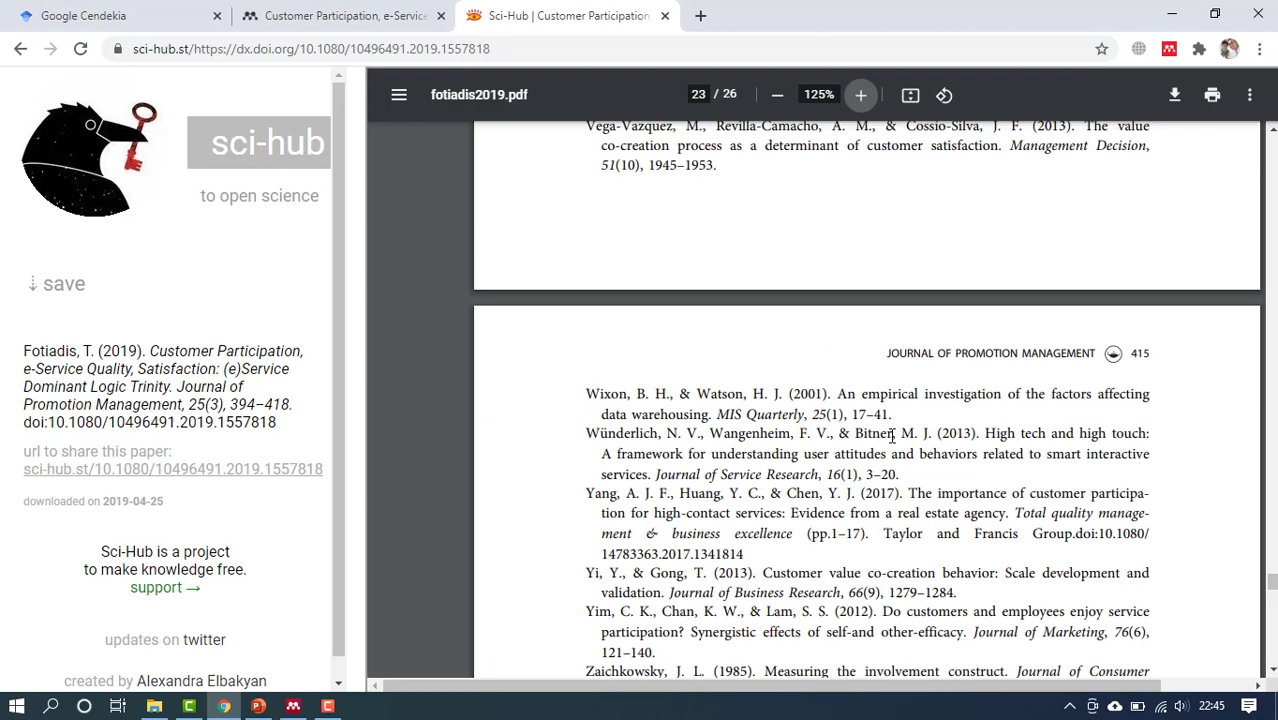 Google Cendekia
Customer Participation, e-Service
Sci-Hub | Customer Participation,
sci-hub.st/https://dx.doi.org/10.1080/10496491.2019.1557818
sci-hub
to open science
⇣ save
Fotiadis, T. (2019). Customer Participation,
e-Service Quality, Satisfaction: (e)Service
Dominant Logic Trinity. Journal of
Promotion Management, 25(3), 394–418.
doi:10.1080/10496491.2019.1557818
url to share this paper:
sci-hub.st/10.1080/10496491.2019.1557818
downloaded on 2019-04-25
Sci-Hub is a project
to make knowledge free.
support →
updates on twitter
created by Alexandra Elbakyan
fotiadis2019.pdf
23 / 26
125%
Vega-Vazquez, M., Revilla-Camacho, A. M., & Cossío-Silva, J. F. (2013). The value
co-creation process as a determinant of customer satisfaction. Management Decision,
51(10), 1945–1953.
JOURNAL OF PROMOTION MANAGEMENT 415
Wixon, B. H., & Watson, H. J. (2001). An empirical investigation of the factors affecting
data warehousing. MIS Quarterly, 25(1), 17–41.
Wünderlich, N. V., Wangenheim, F. V., & Bitner, M. J. (2013). High tech and high touch:
A framework for understanding user attitudes and behaviors related to smart interactive
services. Journal of Service Research, 16(1), 3–20.
Yang, A. J. F., Huang, Y. C., & Chen, Y. J. (2017). The importance of customer participa-
tion for high-contact services: Evidence from a real estate agency. Total quality manage-
ment & business excellence (pp.1–17). Taylor and Francis Group.doi:10.1080/
14783363.2017.1341814
Yi, Y., & Gong, T. (2013). Customer value co-creation behavior: Scale development and
validation. Journal of Business Research, 66(9), 1279–1284.
Yim, C. K., Chan, K. W., & Lam, S. S. (2012). Do customers and employees enjoy service
participation? Synergistic effects of self-and other-efficacy. Journal of Marketing, 76(6),
121–140.
Zaichkowsky, J. L. (1985). Measuring the involvement construct. Journal of Consumer
22:45